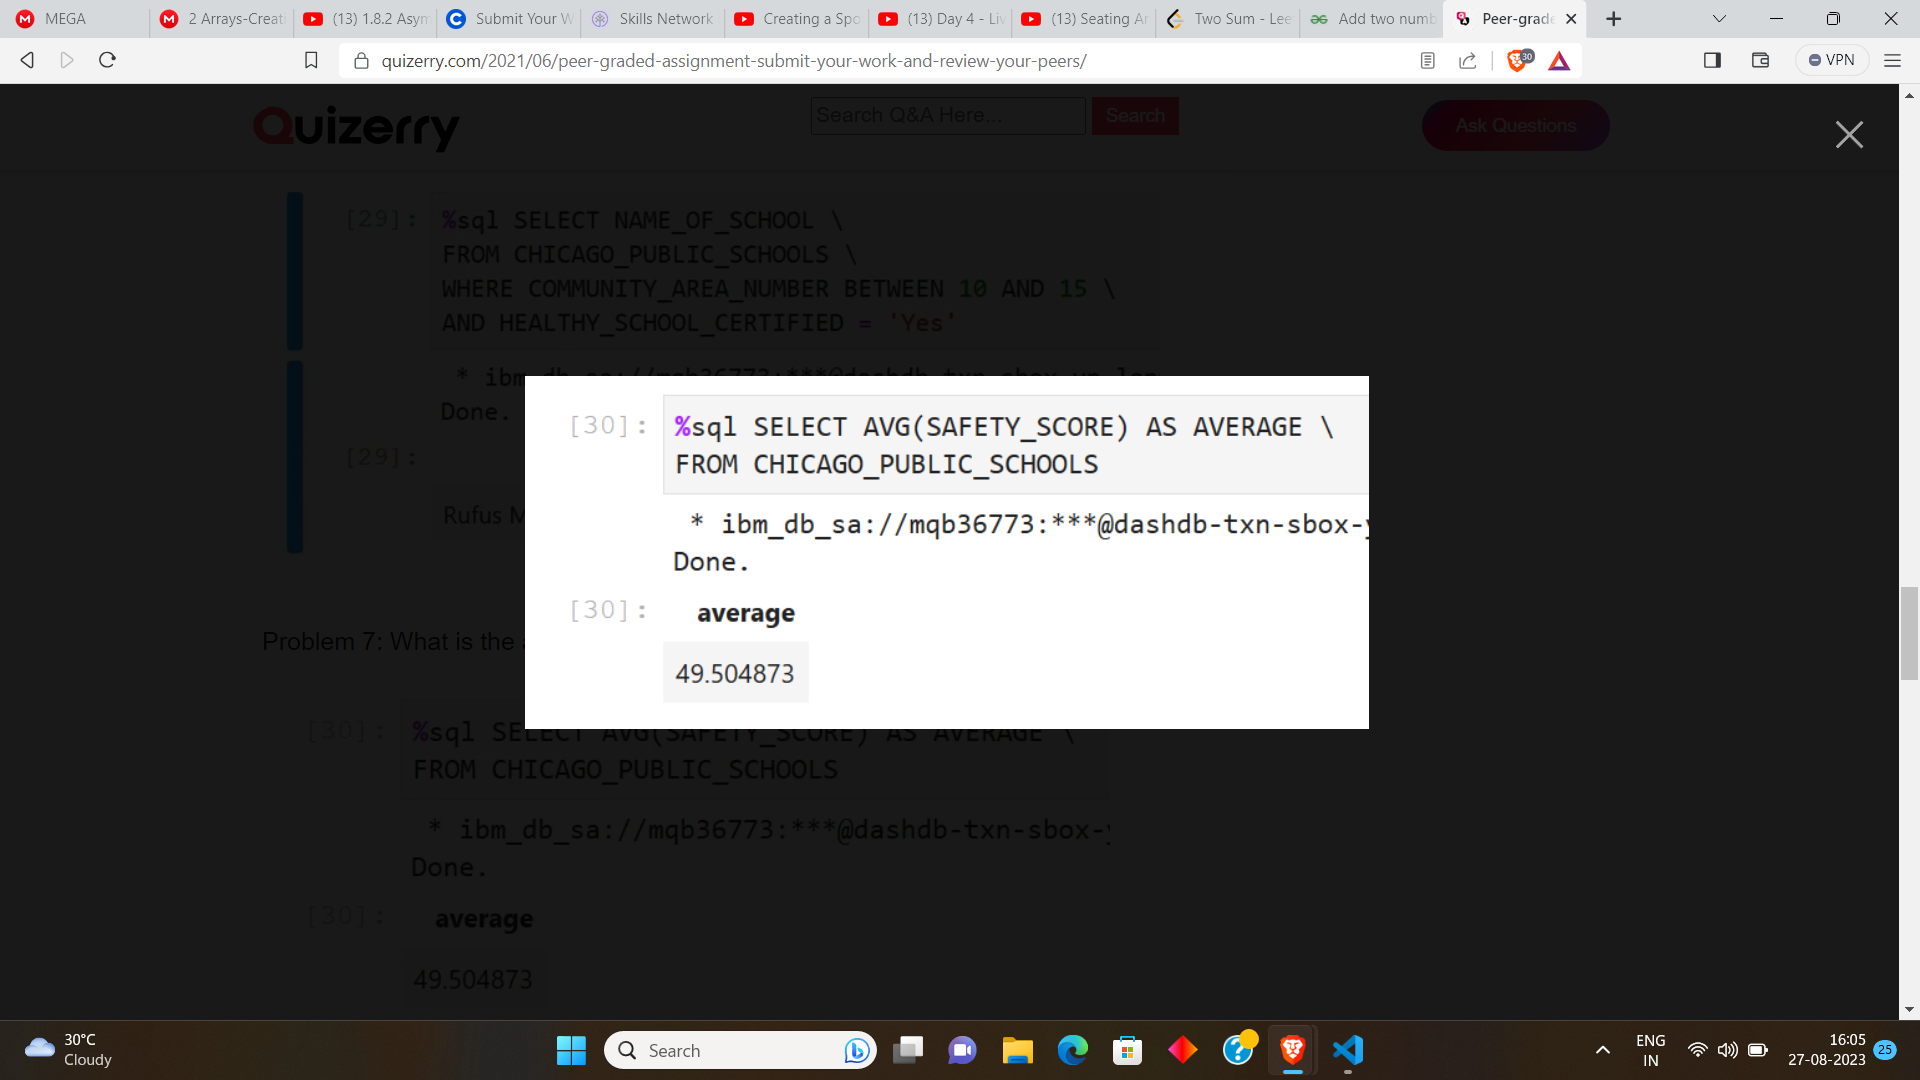 MEGA
2 Arrays-Creati
(13) 1.8.2 Asym
Submit Your W
Skills Network
Creating a Spo
(13) Day 4 - Liv
(13) Seating Ar
Two Sum - Lee
Add two numb
Peer-grade
quizerry.com/2021/06/peer-graded-assignment-submit-your-work-and-review-your-peers/
30
VPN
Quizerry
Search Q&A Here...
Search
Ask Questions
[29]:
%sql SELECT NAME_OF_SCHOOL \
FROM CHICAGO_PUBLIC_SCHOOLS \
WHERE COMMUNITY_AREA_NUMBER BETWEEN 10 AND 15 \
AND HEALTHY_SCHOOL_CERTIFIED = 'Yes'
* ibm_db_sa://mqb36773:***@dashdb-txn-sbox-yp-lon
Done.
[29]:
Rufus M
[30]:
%sql SELECT AVG(SAFETY_SCORE) AS AVERAGE \
FROM CHICAGO_PUBLIC_SCHOOLS
* ibm_db_sa://mqb36773:***@dashdb-txn-sbox-y
Done.
[30]:
average
49.504873
Problem 7: What is the
[30]:
%sql SELECT AVG(SAFETY_SCORE) AS AVERAGE \
FROM CHICAGO_PUBLIC_SCHOOLS
* ibm_db_sa://mqb36773:***@dashdb-txn-sbox-y
Done.
[30]:
average
49.504873
30°C
Cloudy
Search
ENG
IN
16:05
27-08-2023
25